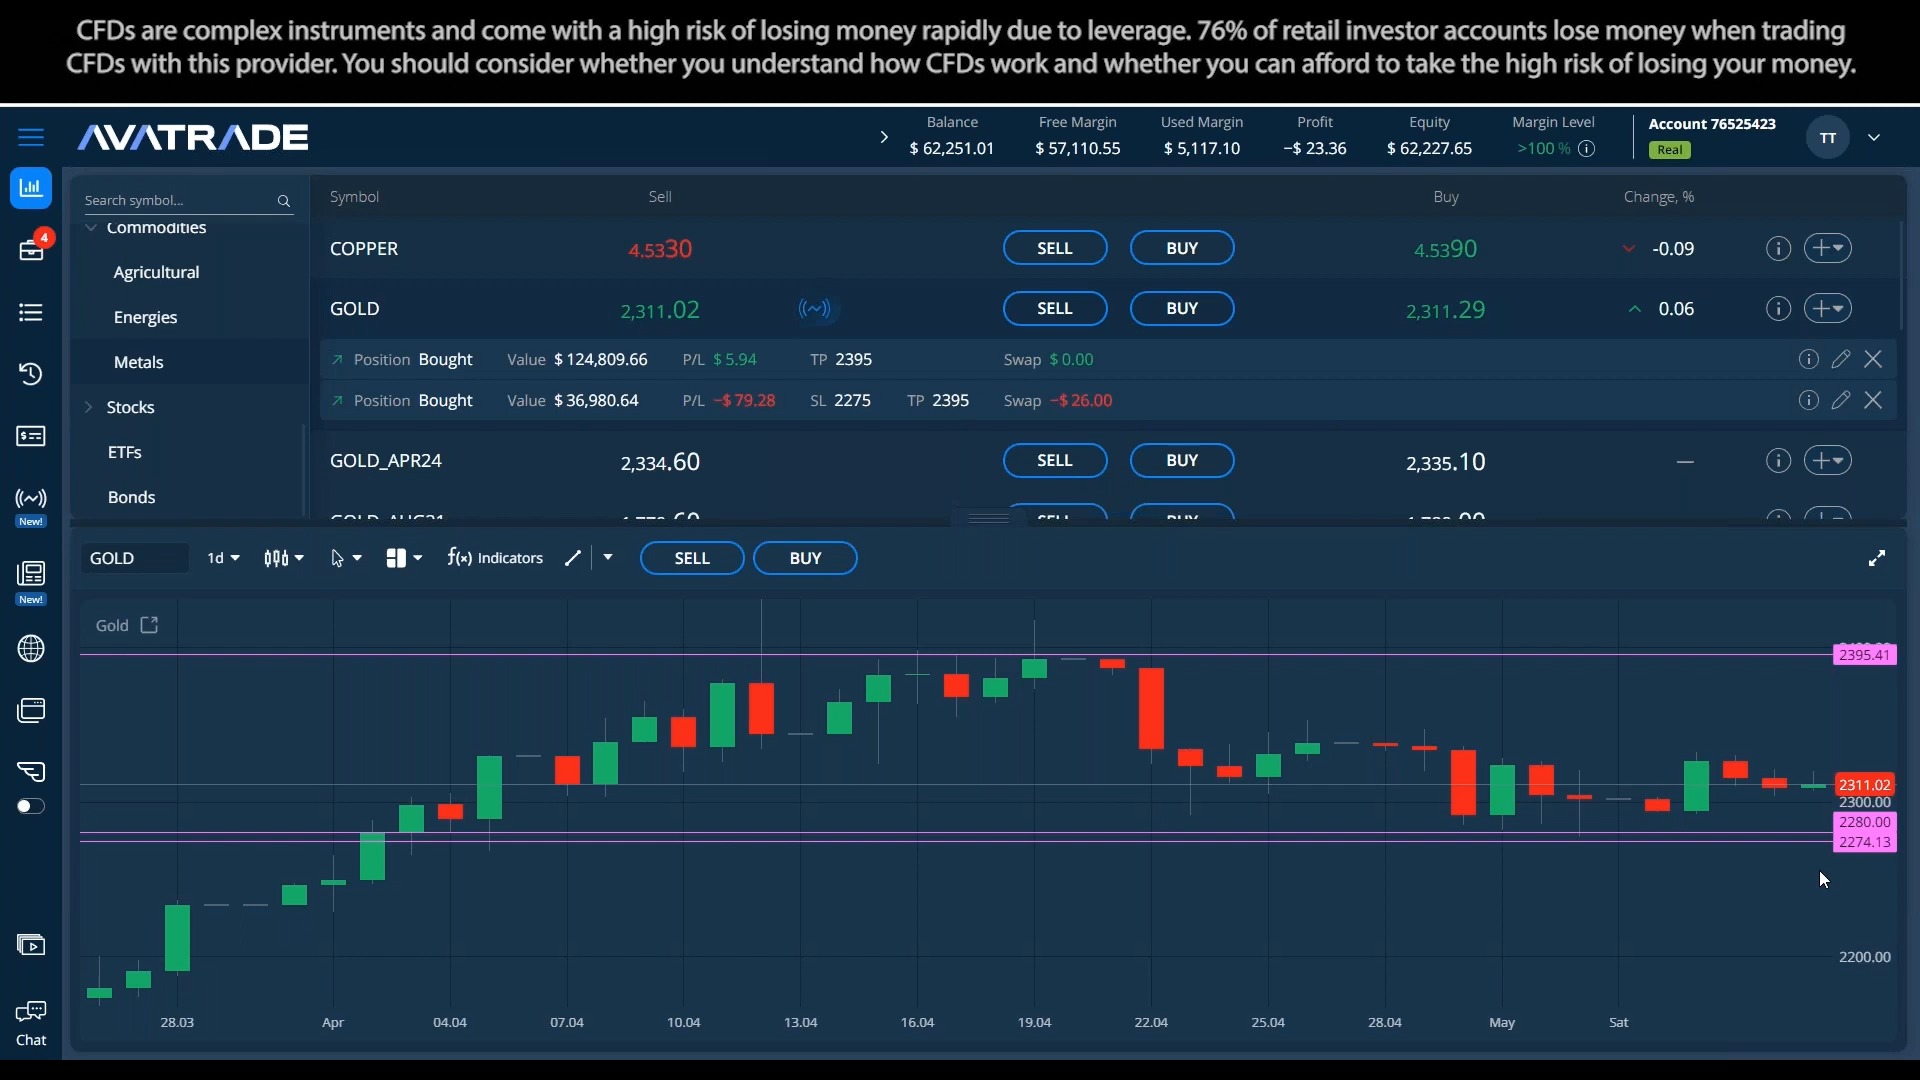 CFDs are complex instruments and come with a high risk of losing money rapidly due to leverage. 76% of retail investor accounts lose money when trading
CFDs with this provider. You should consider whether you understand how CFDs work and whether you can afford to take the high risk of losing your money.
AVATRADE
Balance Free Margin Used Margin Profit Equity Margin Level
$ 62,251.01 $ 57,110.55 $ 5,117.10 −$ 23.36 $ 62,227.65 >100 %
Account 76525423
Real
TT
Search symbol...
Symbol Sell Buy Change, %
Commodities
COPPER 4.5330 SELL BUY 4.5390 -0.09
4
Agricultural
GOLD 2,311.02 SELL BUY 2,311.29 0.06
Energies
Position Bought Value $ 124,809.66 P/L $ 5.94 TP 2395 Swap $ 0.00
Metals
Position Bought Value $ 36,980.64 P/L −$ 79.28 SL 2275 TP 2395 Swap −$ 26.00
Stocks
ETFs
GOLD_APR24 2,334.60 SELL BUY 2,335.10 —
Bonds
New!
GOLD 1d f(x) Indicators SELL BUY
New!
Gold
2395.41
2311.02
2300.00
2280.00
2274.13
2200.00
28.03 Apr 04.04 07.04 10.04 13.04 16.04 19.04 22.04 25.04 28.04 May Sat
Chat